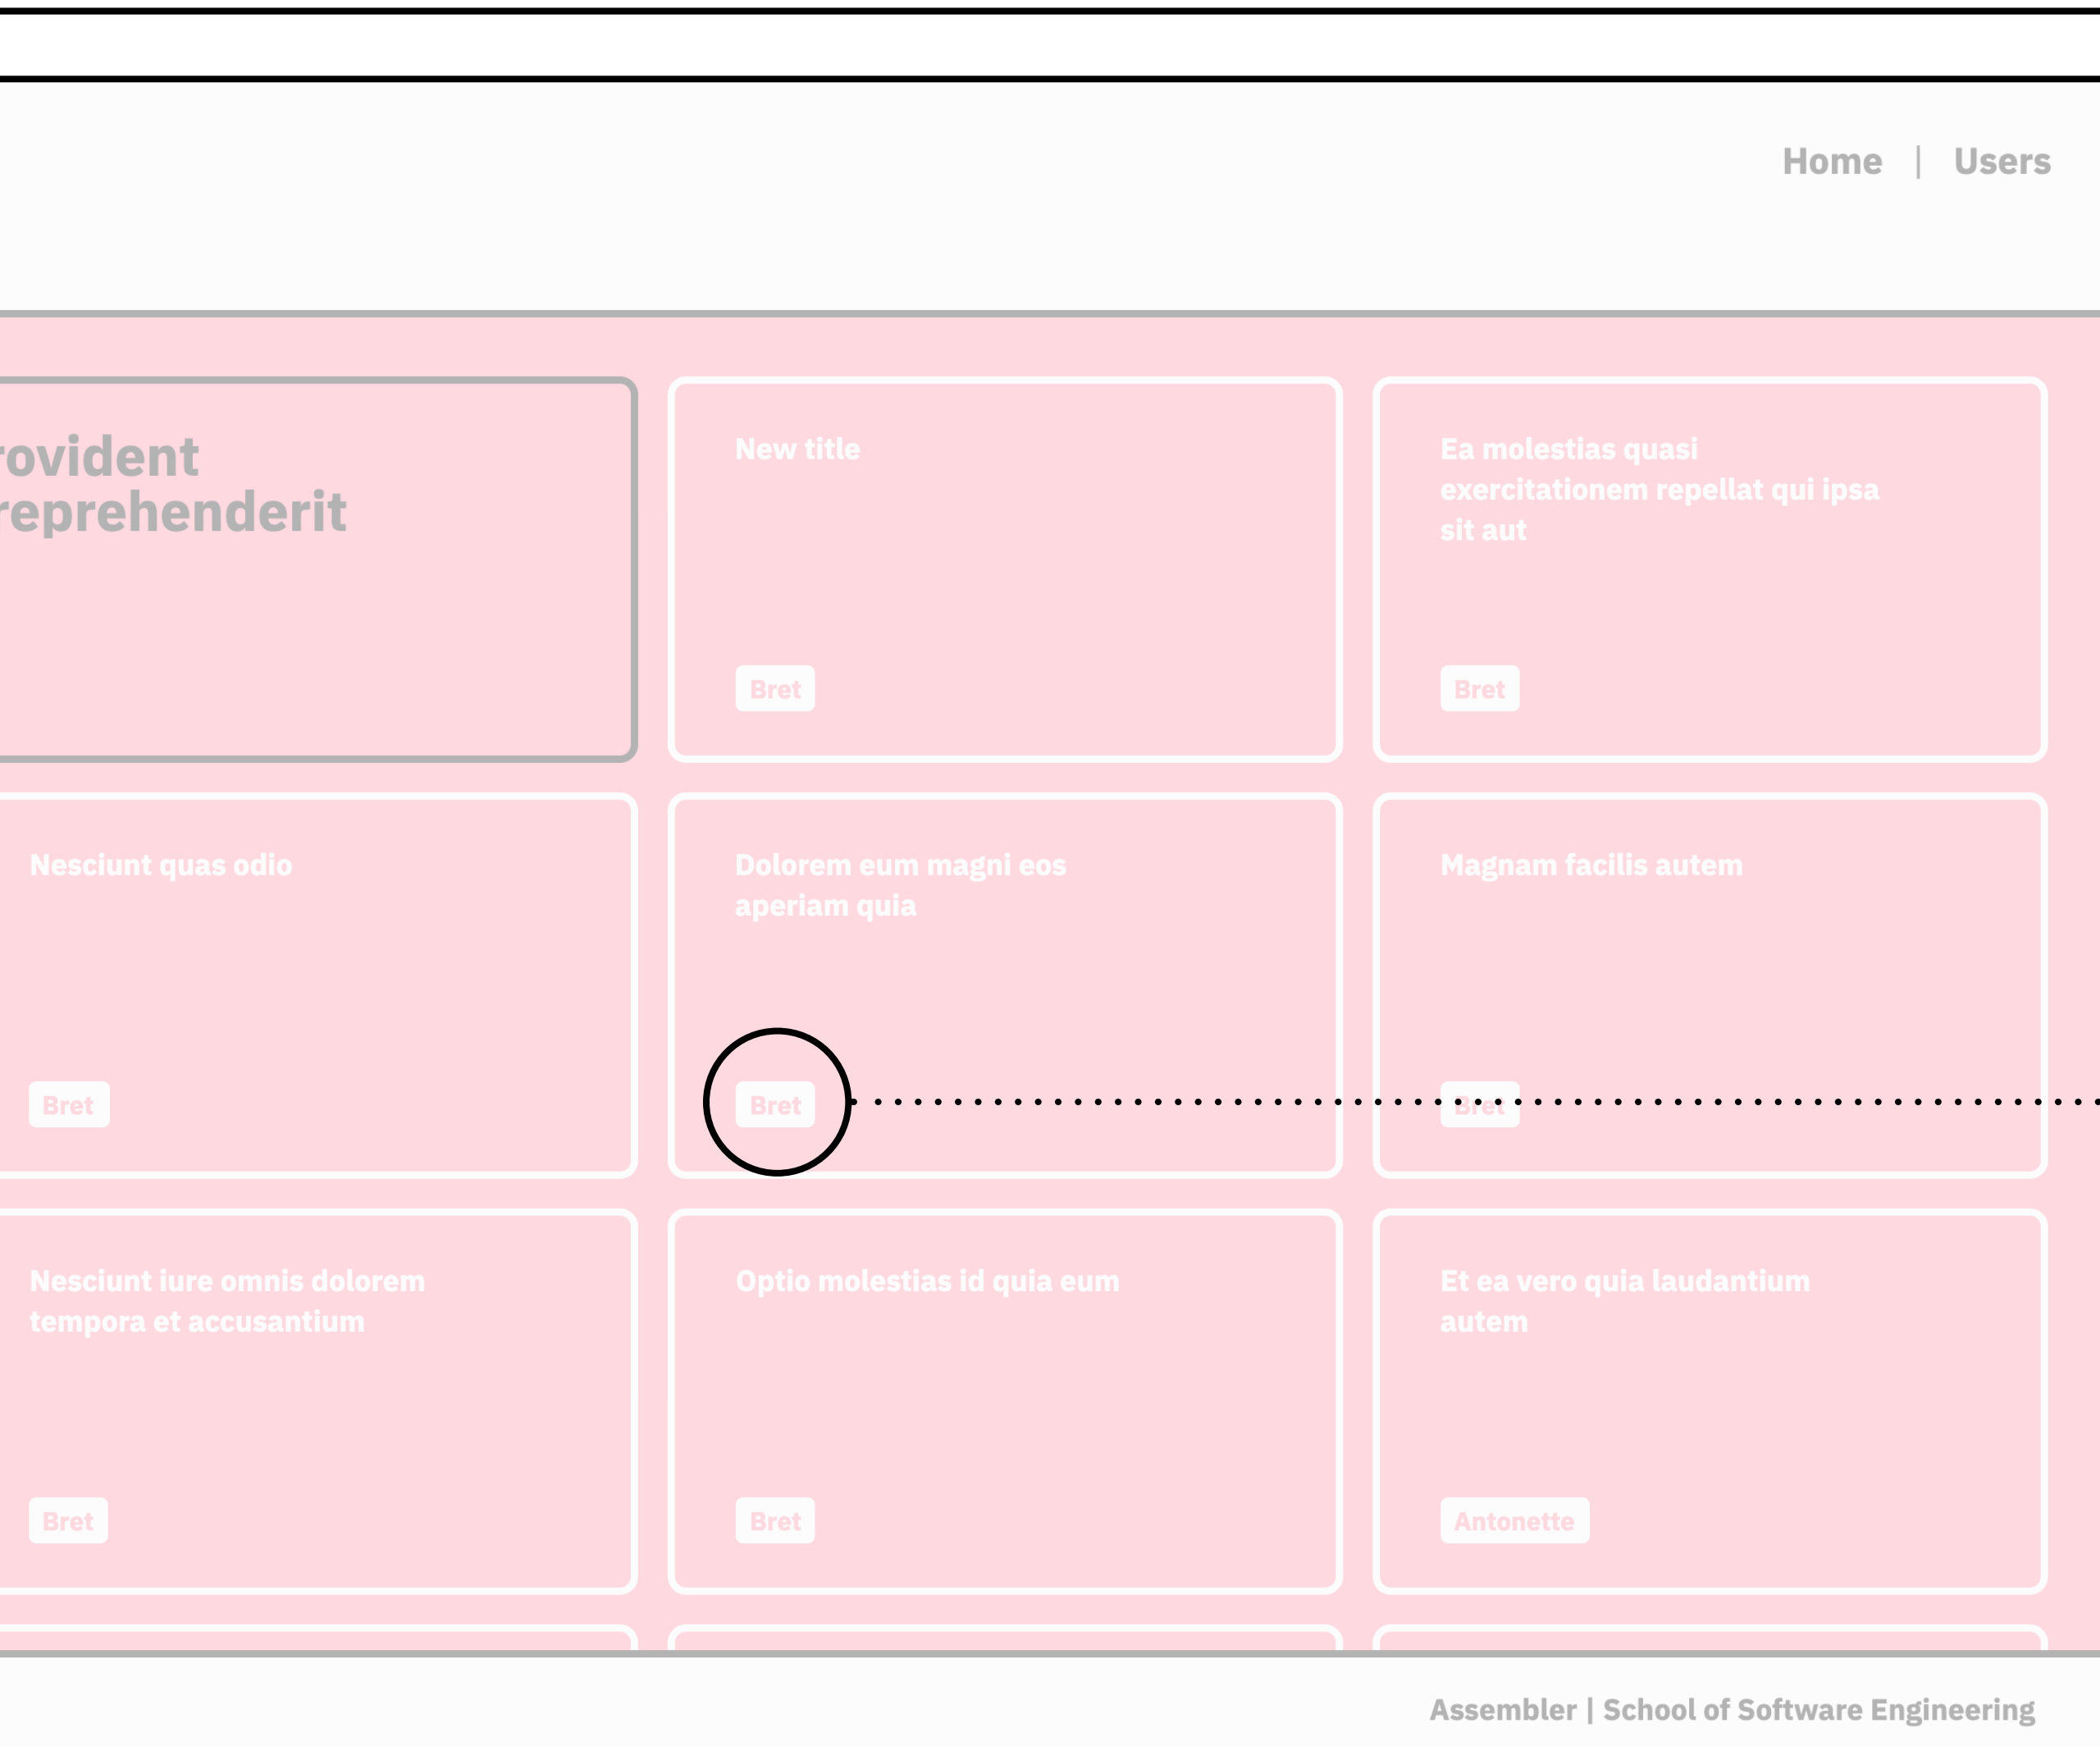 Home | Users
rovident
reprehenderit
New title
Bret
Ea molestias quasi
exercitationem repellat qui ipsa
sit aut
Bret
Nesciunt quas odio
Bret
Dolorem eum magni eos
aperiam quia
Bret
Magnam facilis autem
Bret
Nesciunt iure omnis dolorem
tempora et accusantium
Bret
Optio molestias id quia eum
Bret
Et ea vero quia laudantium
autem
Antonette
Assembler | School of Software Engineering